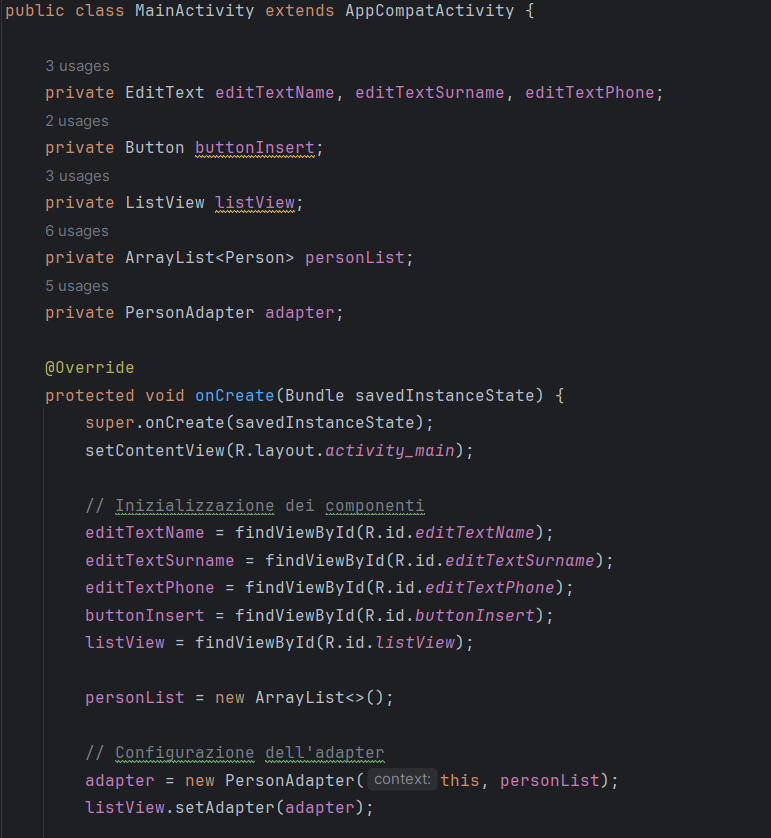 public class MainActivity extends AppCompatActivity {
3 usages
private EditText editTextName, editTextSurname, editTextPhone;
2 usages
private Button buttonInsert;
3 usages
private ListView listView;
6 usages
private ArrayList<Person> personList;
5 usages
private PersonAdapter adapter;
@Override
protected void onCreate(Bundle savedInstanceState) {
super.onCreate(savedInstanceState);
setContentView(R.layout.activity_main);
// Inizializzazione dei componenti
editTextName = findViewById(R.id.editTextName);
editTextSurname = findViewById(R.id.editTextSurname);
editTextPhone = findViewById(R.id.editTextPhone);
buttonInsert = findViewById(R.id.buttonInsert);
listView = findViewById(R.id.listView);
personList = new ArrayList<>();
// Configurazione dell'adapter
adapter = new PersonAdapter( context: this, personList);
listView.setAdapter(adapter);